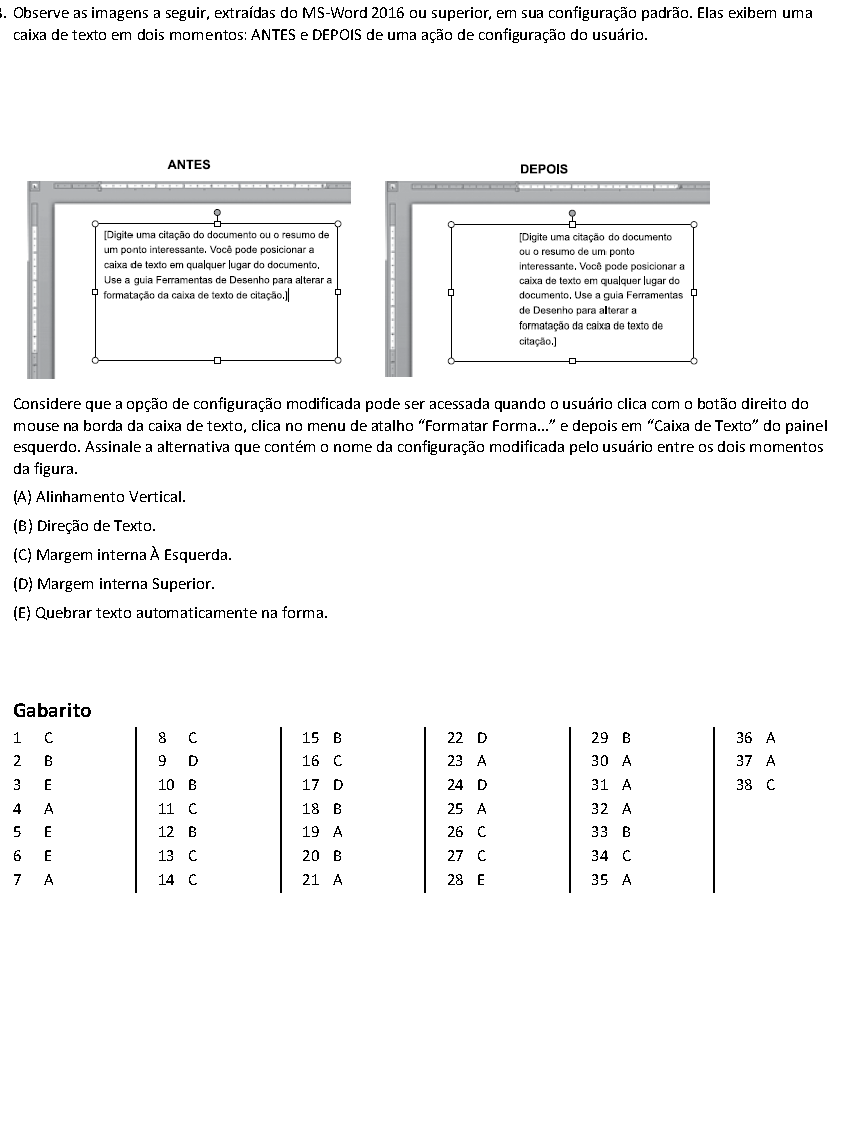 . Observe as imagens a seguir, extraídas do MS-Word 2016 ou superior, em sua configuração padrão. Elas exibem uma
caixa de texto em dois momentos: ANTES e DEPOIS de uma ação de configuração do usuário.
ANTES
[Digite uma citação do documento ou o resumo de
um ponto interessante. Você pode posicionar a
caixa de texto em qualquer lugar do documento.
Use a guia Ferramentas de Desenho para alterar a
formatação da caixa de texto de citação.]
DEPOIS
[Digite uma citação do documento
ou o resumo de um ponto
interessante. Você pode posicionar a
caixa de texto em qualquer lugar do
documento. Use a guia Ferramentas
de Desenho para alterar a
formatação da caixa de texto de
citação.]
Considere que a opção de configuração modificada pode ser acessada quando o usuário clica com o botão direito do
mouse na borda da caixa de texto, clica no menu de atalho “Formatar Forma...” e depois em “Caixa de Texto” do painel
esquerdo. Assinale a alternativa que contém o nome da configuração modificada pelo usuário entre os dois momentos
da figura.
(A) Alinhamento Vertical.
(B) Direção de Texto.
(C) Margem interna À Esquerda.
(D) Margem interna Superior.
(E) Quebrar texto automaticamente na forma.
Gabarito
1 C
2 B
3 E
4 A
5 E
6 E
7 A
8 C
9 D
10 B
11 C
12 B
13 C
14 C
15 B
16 C
17 D
18 B
19 A
20 B
21 A
22 D
23 A
24 D
25 A
26 C
27 C
28 E
29 B
30 A
31 A
32 A
33 B
34 C
35 A
36 A
37 A
38 C